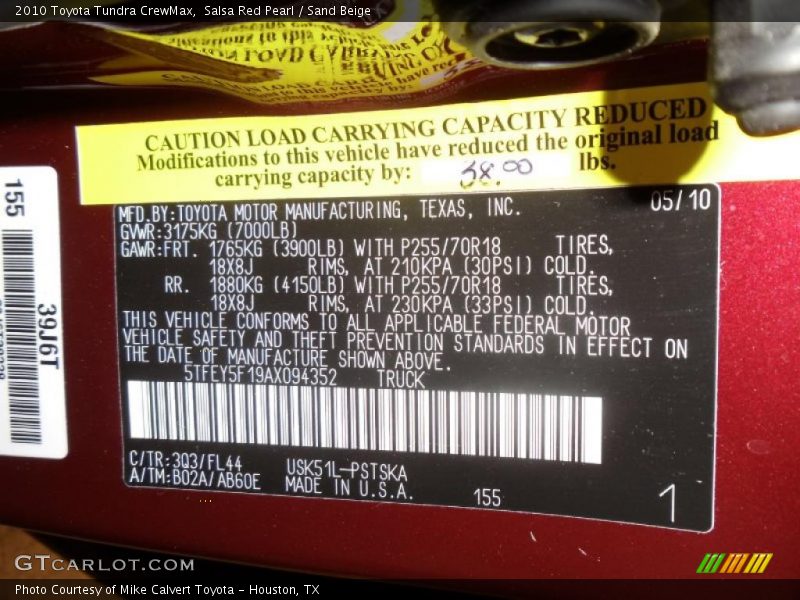 2010 Toyota Tundra CrewMax, Salsa Red Pearl / Sand Beige
CAUTION LOAD CARRYING CAPACITY REDUCED
Modifications to this vehicle have reduced the original load
carrying capacity by: 38.00 lbs.
155
39J6T
MFD.BY:TOYOTA MOTOR MANUFACTURING, TEXAS, INC. 05/10
GVWR:3175KG (7000LB)
GAWR:FRT. 1765KG (3900LB) WITH P255/70R18 TIRES,
18X8J RIMS, AT 210KPA (30PSI) COLD.
RR. 1880KG (4150LB) WITH P255/70R18 TIRES,
18X8J RIMS, AT 230KPA (33PSI) COLD.
THIS VEHICLE CONFORMS TO ALL APPLICABLE FEDERAL MOTOR
VEHICLE SAFETY AND THEFT PREVENTION STANDARDS IN EFFECT ON
THE DATE OF MANUFACTURE SHOWN ABOVE.
5TFEY5F19AX094352 TRUCK
C/TR:3Q3/FL44 USK51L-PSTSKA
A/TM:B02A/AB60E MADE IN U.S.A. 155 1
GTCARLOT.COM
Photo Courtesy of Mike Calvert Toyota - Houston, TX